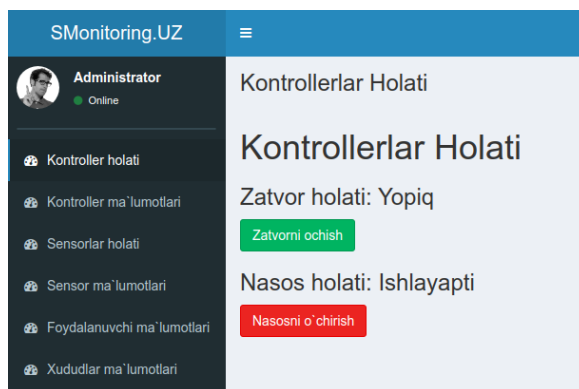 SMonitoring.UZ
Administrator
Online
Kontroller holati
Kontroller ma`lumotlari
Sensorlar holati
Sensor ma`lumotlari
Foydalanuvchi ma`lumotlari
Xududlar ma`lumotlari
Kontrollerlar Holati
Kontrollerlar Holati
Zatvor holati: Yopiq
Zatvorni ochish
Nasos holati: Ishlayapti
Nasosni o`chirish